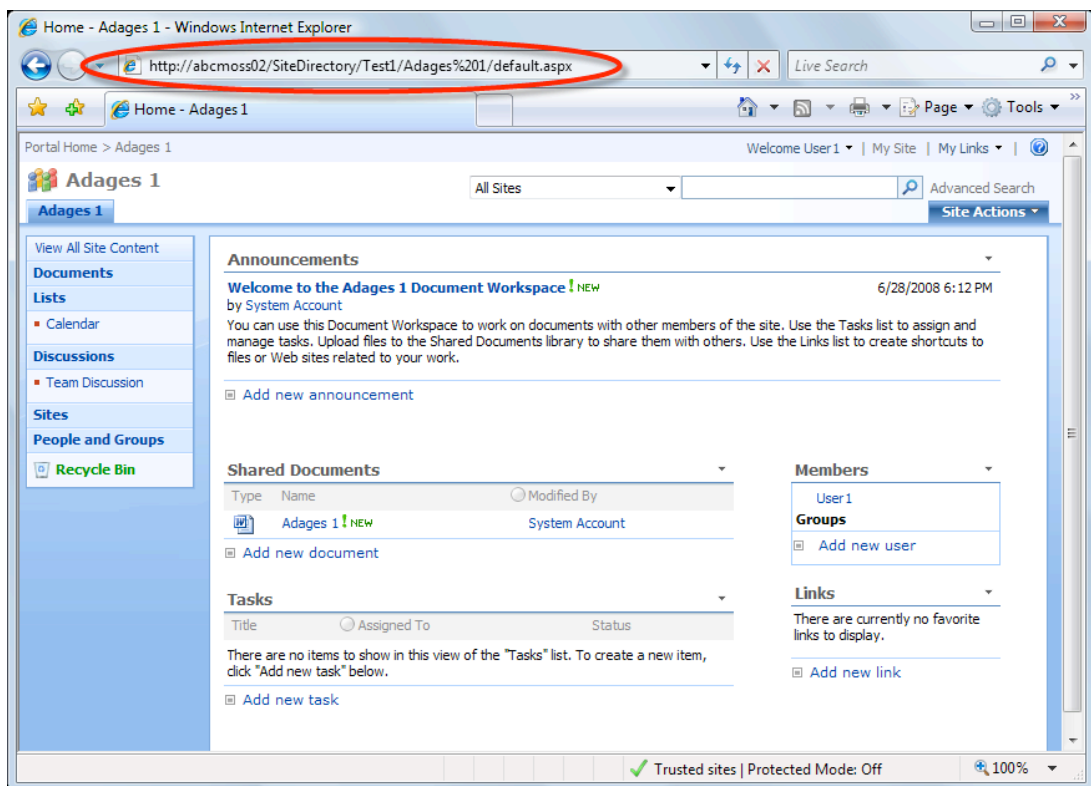 Home - Adages 1 - Windows Internet Explorer
http://abcmoss02/SiteDirectory/Test1/Adages%201/default.aspx
Live Search
Home - Adages 1
Page
Tools
Portal Home > Adages 1
Welcome User1 | My Site | My Links |
Adages 1
All Sites
Advanced Search
Adages 1
Site Actions
View All Site Content
Documents
Lists
Calendar
Discussions
Team Discussion
Sites
People and Groups
Recycle Bin
Announcements
Welcome to the Adages 1 Document Workspace ! NEW
6/28/2008 6:12 PM
by System Account
You can use this Document Workspace to work on documents with other members of the site. Use the Tasks list to assign and
manage tasks. Upload files to the Shared Documents library to share them with others. Use the Links list to create shortcuts to
files or Web sites related to your work.
Add new announcement
Shared Documents
Type Name Modified By
Adages 1 ! NEW System Account
Add new document
Tasks
Title Assigned To Status
There are no items to show in this view of the "Tasks" list. To create a new item,
click "Add new task" below.
Add new task
Members
User1
Groups
Add new user
Links
There are currently no favorite
links to display.
Add new link
Trusted sites | Protected Mode: Off
100%